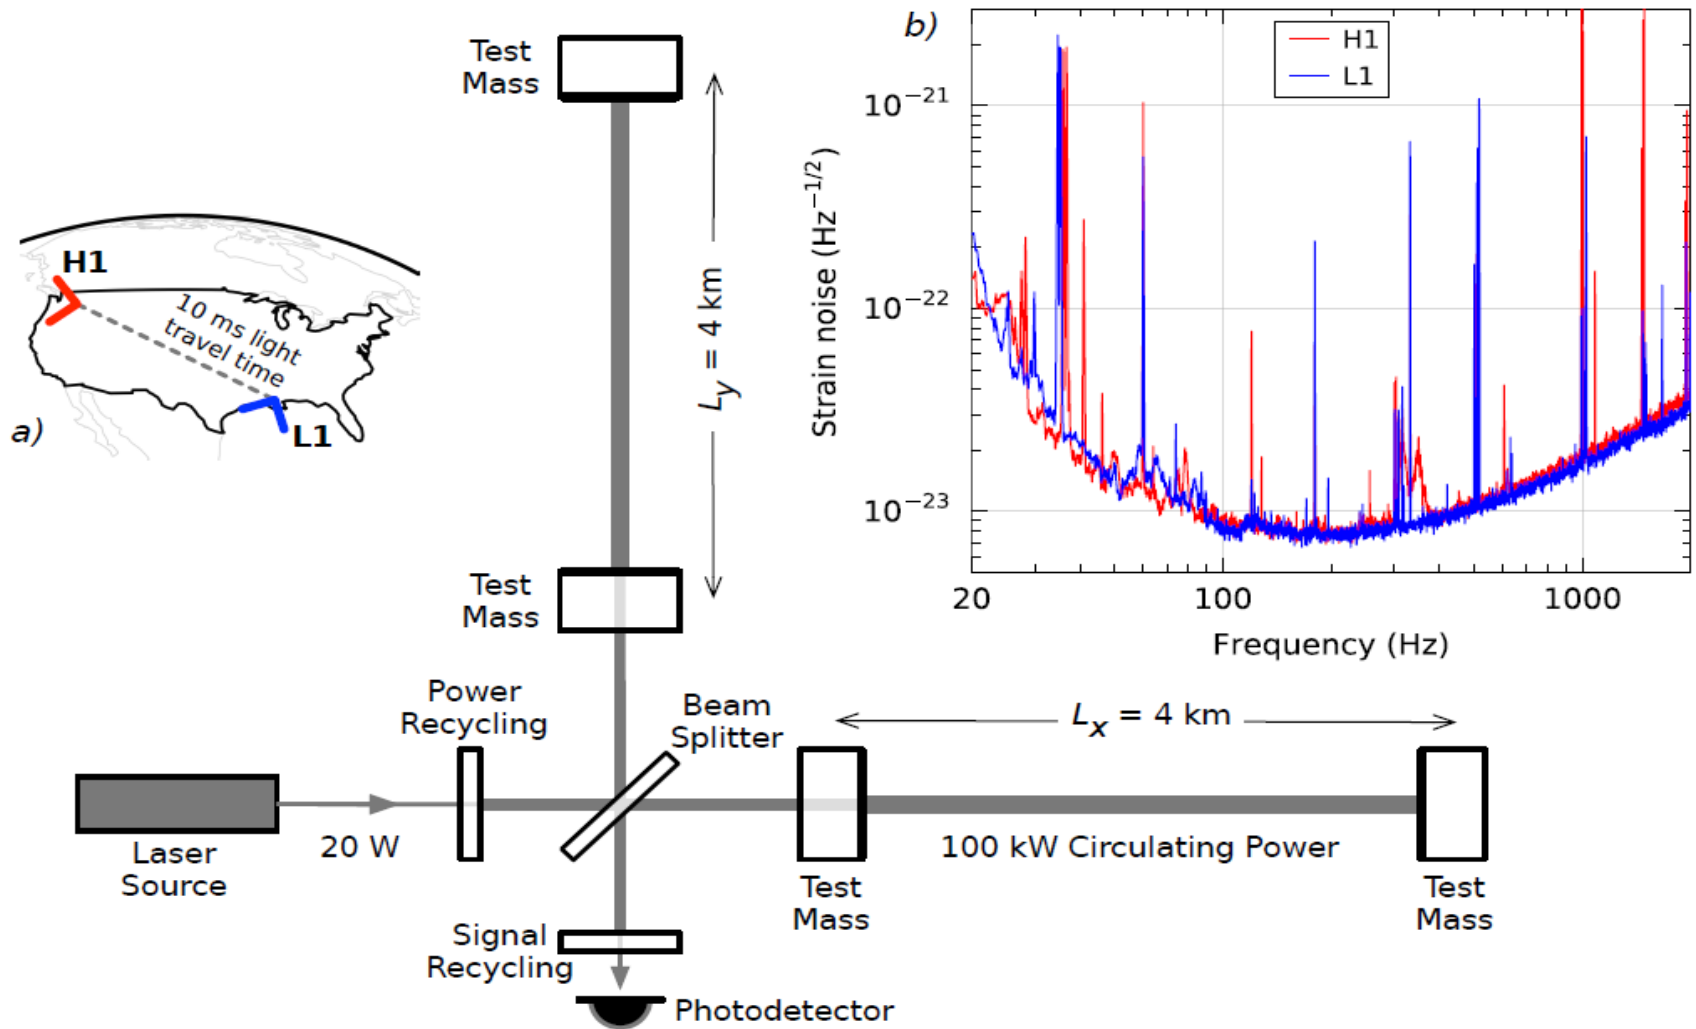 Test
Mass
L_y = 4 km
Test
Mass
H1
10 ms light
travel time
L1
a)
b)
H1
L1
10^−21
10^−22
10^−23
Strain noise (Hz^−1/2)
20
100
1000
Frequency (Hz)
Power
Recycling
Beam
Splitter
L_x = 4 km
Laser
Source
20 W
100 kW Circulating Power
Test
Mass
Test
Mass
Signal
Recycling
Photodetector